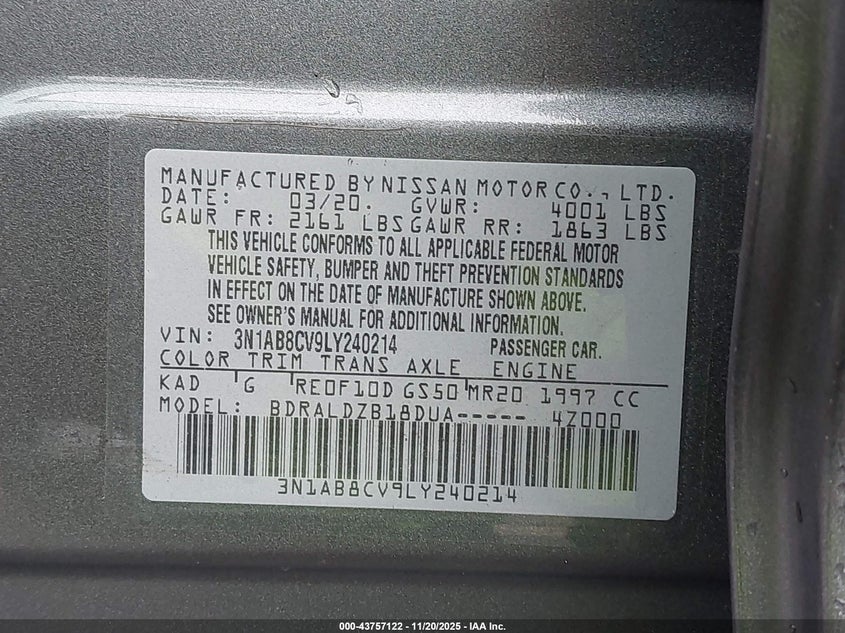 MANUFACTURED BY NISSAN MOTOR CO., LTD.
DATE: 03/20. GVWR: 4001 LBS
GAWR FR: 2161 LBS GAWR RR: 1863 LBS
THIS VEHICLE CONFORMS TO ALL APPLICABLE FEDERAL MOTOR
VEHICLE SAFETY, BUMPER AND THEFT PREVENTION STANDARDS
IN EFFECT ON THE DATE OF MANUFACTURE SHOWN ABOVE.
SEE OWNER'S MANUAL FOR ADDITIONAL INFORMATION.
VIN: 3N1AB8CV9LY240214 PASSENGER CAR.
COLOR TRIM TRANS AXLE ENGINE
KAD G RE0F10D GS50 MR20 1997 CC
MODEL: BDRALDZB18DUA----- 4Z000
3N1AB8CV9LY240214
000-43757122 - 11/20/2025 - IAA Inc.